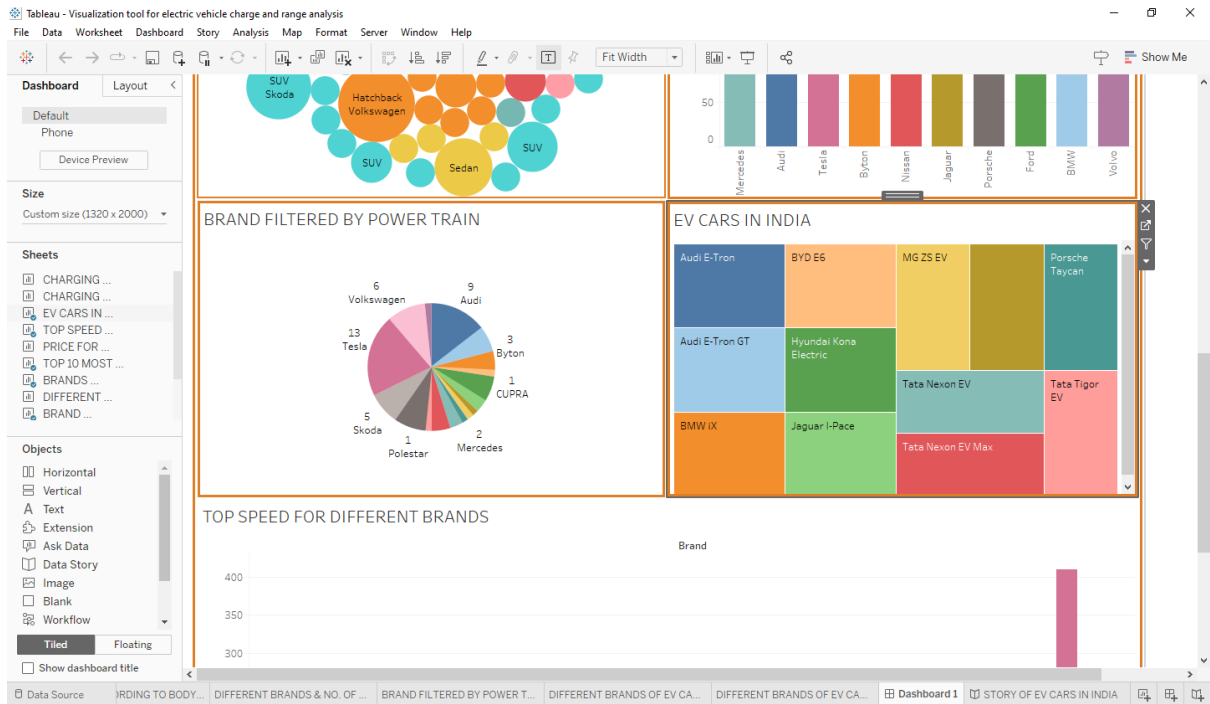 Tableau - Visualization tool for electric vehicle charge and range analysis
File Data Worksheet Dashboard Story Analysis Map Format Server Window Help
Fit Width
Show Me
Dashboard
Layout
Default
Phone
Device Preview
Size
Custom size (1320 x 2000)
Sheets
CHARGING ...
CHARGING ...
EV CARS IN ...
TOP SPEED ...
PRICE FOR ...
TOP 10 MOST ...
BRANDS ...
DIFFERENT ...
BRAND ...
Objects
Horizontal
Vertical
A Text
Extension
Ask Data
Data Story
Image
Blank
Workflow
Tiled
Floating
Show dashboard title
SUV
Skoda
Hatchback
Volkswagen
SUV
Sedan
SUV
50
0
Mercedes
Audi
Tesla
Byton
Nissan
Jaguar
Porsche
Ford
BMW
Volvo
BRAND FILTERED BY POWER TRAIN
6
Volkswagen
9
Audi
13
Tesla
3
Byton
1
CUPRA
5
Skoda
1
Polestar
2
Mercedes
EV CARS IN INDIA
Audi E-Tron
BYD E6
MG ZS EV
Porsche
Taycan
Audi E-Tron GT
Hyundai Kona
Electric
Tata Nexon EV
Tata Tigor
EV
BMW iX
Jaguar I-Pace
Tata Nexon EV Max
TOP SPEED FOR DIFFERENT BRANDS
Brand
400
350
300
Data Source
RDING TO BODY...
DIFFERENT BRANDS & NO. OF ...
BRAND FILTERED BY POWER T...
DIFFERENT BRANDS OF EV CA...
DIFFERENT BRANDS OF EV CA...
Dashboard 1
STORY OF EV CARS IN INDIA